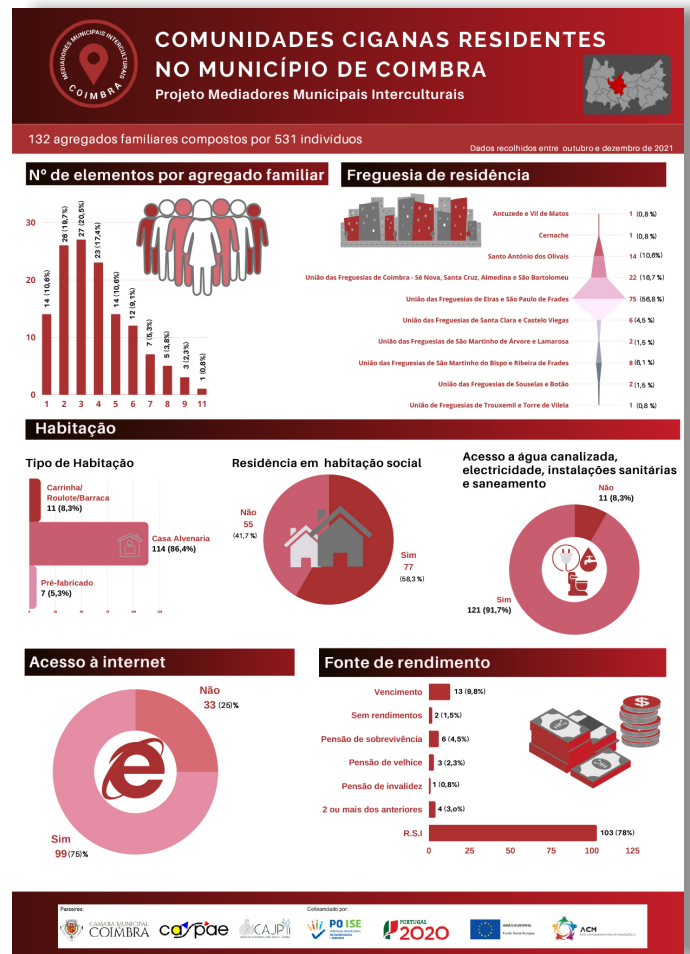 MEDIADORES MUNICIPAIS INTERCULTURAIS
COIMBRA
COMUNIDADES CIGANAS RESIDENTES
NO MUNICÍPIO DE COIMBRA
Projeto Mediadores Municipais Interculturais
132 agregados familiares compostos por 531 indivíduos
Dados recolhidos entre outubro e dezembro de 2021
Nº de elementos por agregado familiar
30
20
10
0
14 (10,6%)
26 (19,7%)
27 (20,5%)
23 (17,4%)
14 (10,6%)
12 (9,1%)
7 (5,3%)
5 (3,8%)
3 (2,3%)
1 (0,8%)
1 2 3 4 5 6 7 8 9 11
Freguesia de residência
Antuzede e Vil de Matos 1 (0,8 %)
Cernache 1 (0,8%)
Santo António dos Olivais 14 (10,6%)
União das Freguesias de Coimbra - Sé Nova, Santa Cruz, Almedina e São Bartolomeu 22 (16,7 %)
União das Freguesias de Eiras e São Paulo de Frades 75 (56,8 %)
União das Freguesias de Santa Clara e Castelo Viegas 6 (4,5 %)
União das Freguesias de São Martinho de Árvore e Lamarosa 2 (1,5 %)
União das Freguesias de São Martinho do Bispo e Ribeira de Frades 8 (6,1 %)
União das Freguesias de Souselas e Botão 2 (1,5 %)
União de Freguesias de Trouxemil e Torre de Vilela 1 (0,8 %)
Habitação
Tipo de Habitação
Carrinha/
Roulote/Barraca
11 (8,3%)
Casa Alvenaria
114 (86,4%)
Pré-fabricado
7 (5,3%)
Residência em habitação social
Não
55
(41,7 %)
Sim
77
(58,3 %)
Acesso a água canalizada,
electricidade, instalações sanitárias
e saneamento
Não
11 (8,3%)
Sim
121 (91,7%)
Acesso à internet
Não
33 (25)%
Sim
99(75)%
Fonte de rendimento
Vencimento 13 (9,8%)
Sem rendimentos 2 (1,5%)
Pensão de sobrevivência 6 (4,5%)
Pensão de velhice 3 (2,3%)
Pensão de invalidez 1 (0,8%)
2 ou mais dos anteriores 4 (3,0%)
R.S.I 103 (78%)
0 25 50 75 100 125
Parceiros:
CÂMARA MUNICIPAL
COIMBRA
caspae
CAJP
Cofinanciado por:
PO ISE
PORTUGAL
2020
UNIÃO EUROPEIA
Fundo Social Europeu
ACM